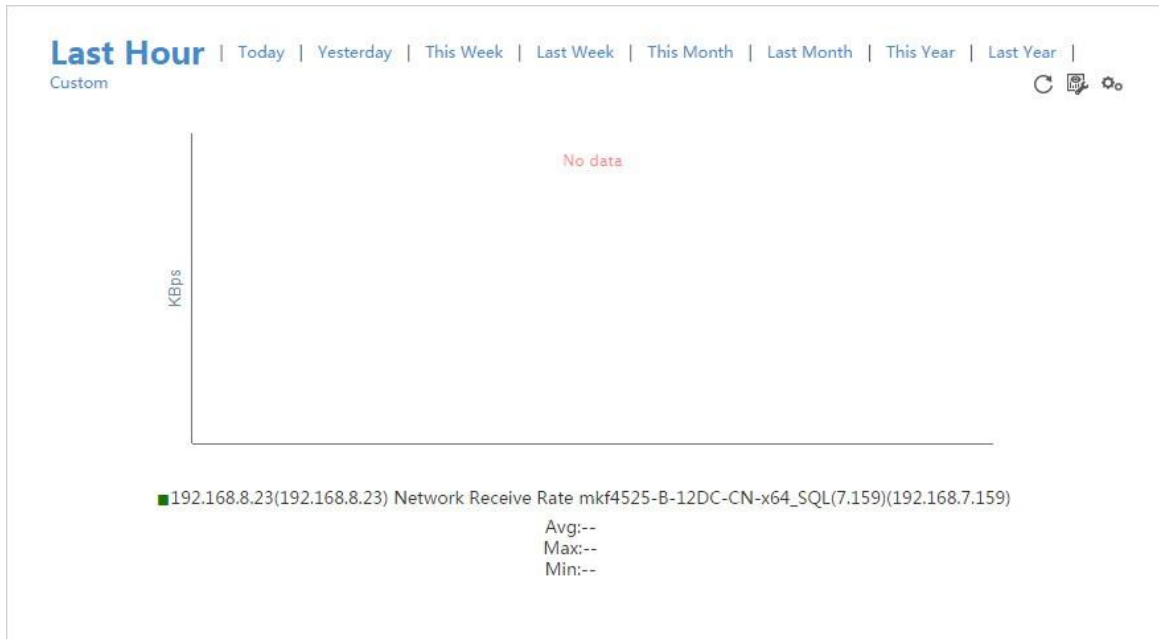 Last Hour | Today | Yesterday | This Week | Last Week | This Month | Last Month | This Year | Last Year |
Custom
No data
KBps
192.168.8.23(192.168.8.23) Network Receive Rate mkf4525-B-12DC-CN-x64_SQL(7.159)(192.168.7.159)
Avg:--
Max:--
Min:--